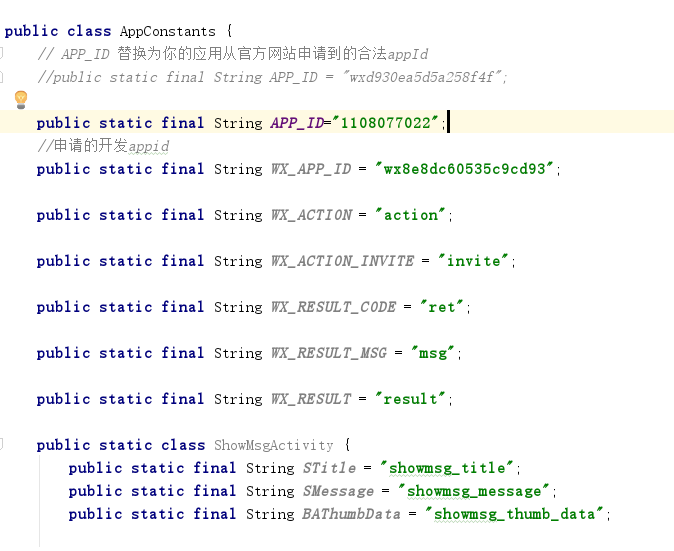 public class AppConstants {
// APP_ID 替换为你的应用从官方网站申请到的合法appId
//public static final String APP_ID = "wxd930ea5d5a258f4f";
public static final String APP_ID="1108077022";
//申请的开发appid
public static final String WX_APP_ID = "wx8e8dc60535c9cd93";
public static final String WX_ACTION = "action";
public static final String WX_ACTION_INVITE = "invite";
public static final String WX_RESULT_CODE = "ret";
public static final String WX_RESULT_MSG = "msg";
public static final String WX_RESULT = "result";
public static class ShowMsgActivity {
public static final String STitle = "showmsg_title";
public static final String SMessage = "showmsg_message";
public static final String BAThumbData = "showmsg_thumb_data";